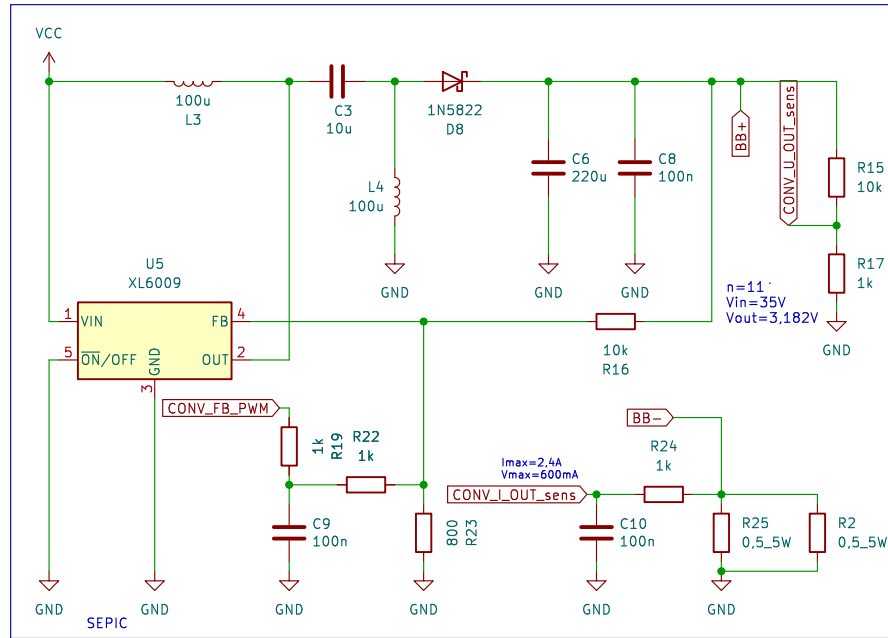 VCC
100u
L3
C3
10u
1N5822
D8
L4
100u
GND
C6
220u
GND
C8
100n
GND
BB+
CONV_U_OUT_sens
R15
10k
R17
1k
GND
n=11
Vin=35V
Vout=3,182V
U5
XL6009
1
VIN
FB
4
5
ON/OFF
GND
OUT
2
3
10k
R16
CONV_FB_PWM
1k
R19
R22
1k
C9
100n
GND
800
R23
GND
BB-
R24
1k
Imax=2,4A
Vmax=600mA
CONV_I_OUT_sens
C10
100n
GND
R25
0,5_5W
R2
0,5_5W
GND
GND
GND
SEPIC